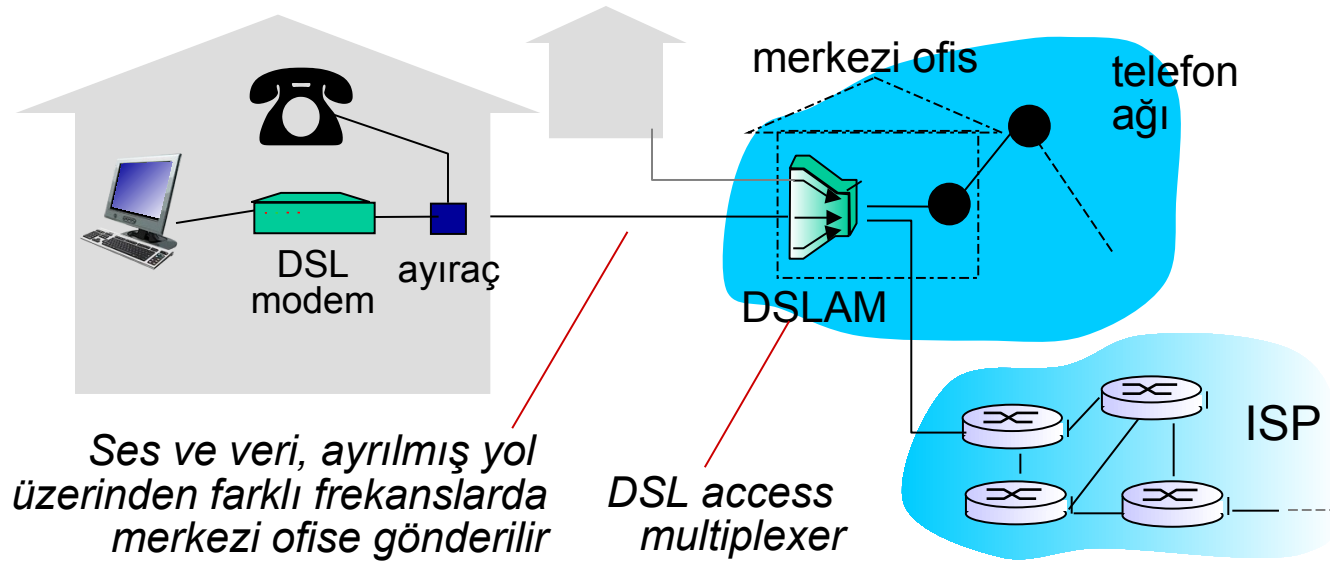 merkezi ofis
telefon
ağı
DSL
modem
ayıraç
DSLAM
ISP
Ses ve veri, ayrılmış yol
üzerinden farklı frekanslarda
merkezi ofise gönderilir
DSL access
multiplexer